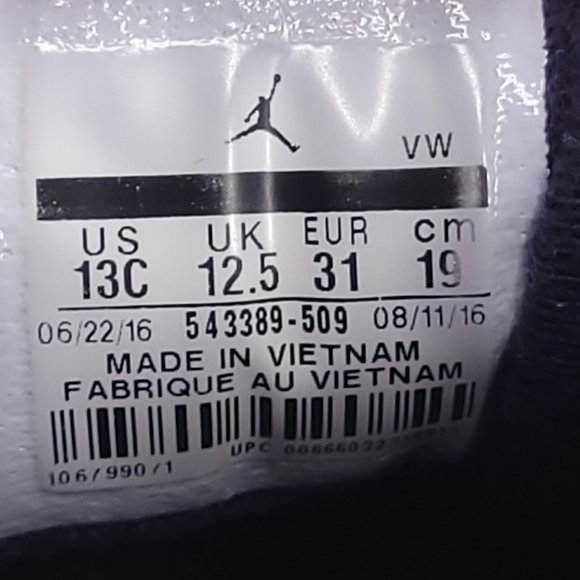 VW
US UK EUR cm
13C 12.5 31 19
06/22/16 543389-509 08/11/16
MADE IN VIETNAM
FABRIQUE AU VIETNAM
UPC
106/990/1